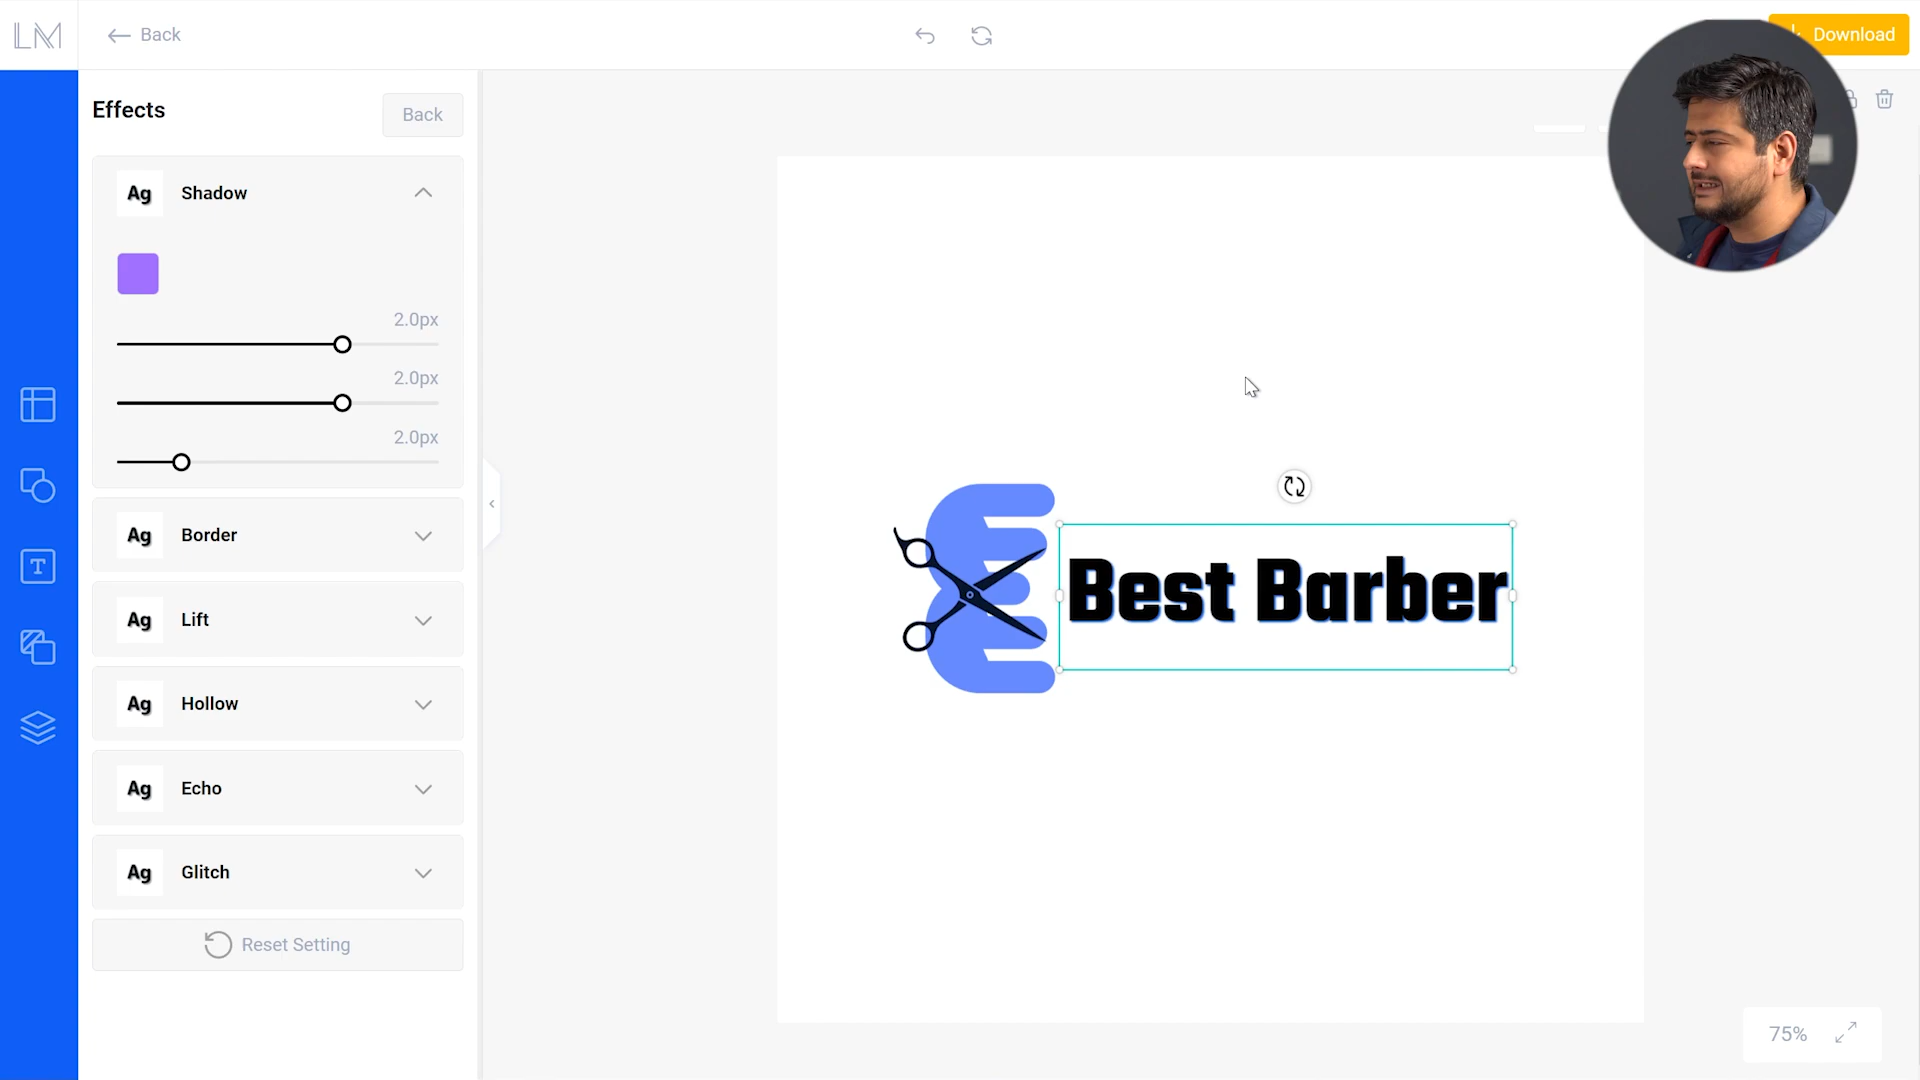 LM
Back
Download
Effects
Back
Ag Shadow
2.0px
2.0px
2.0px
Ag Border
Ag Lift
Ag Hollow
Ag Echo
Ag Glitch
Reset Setting
T
Best Barber
75%